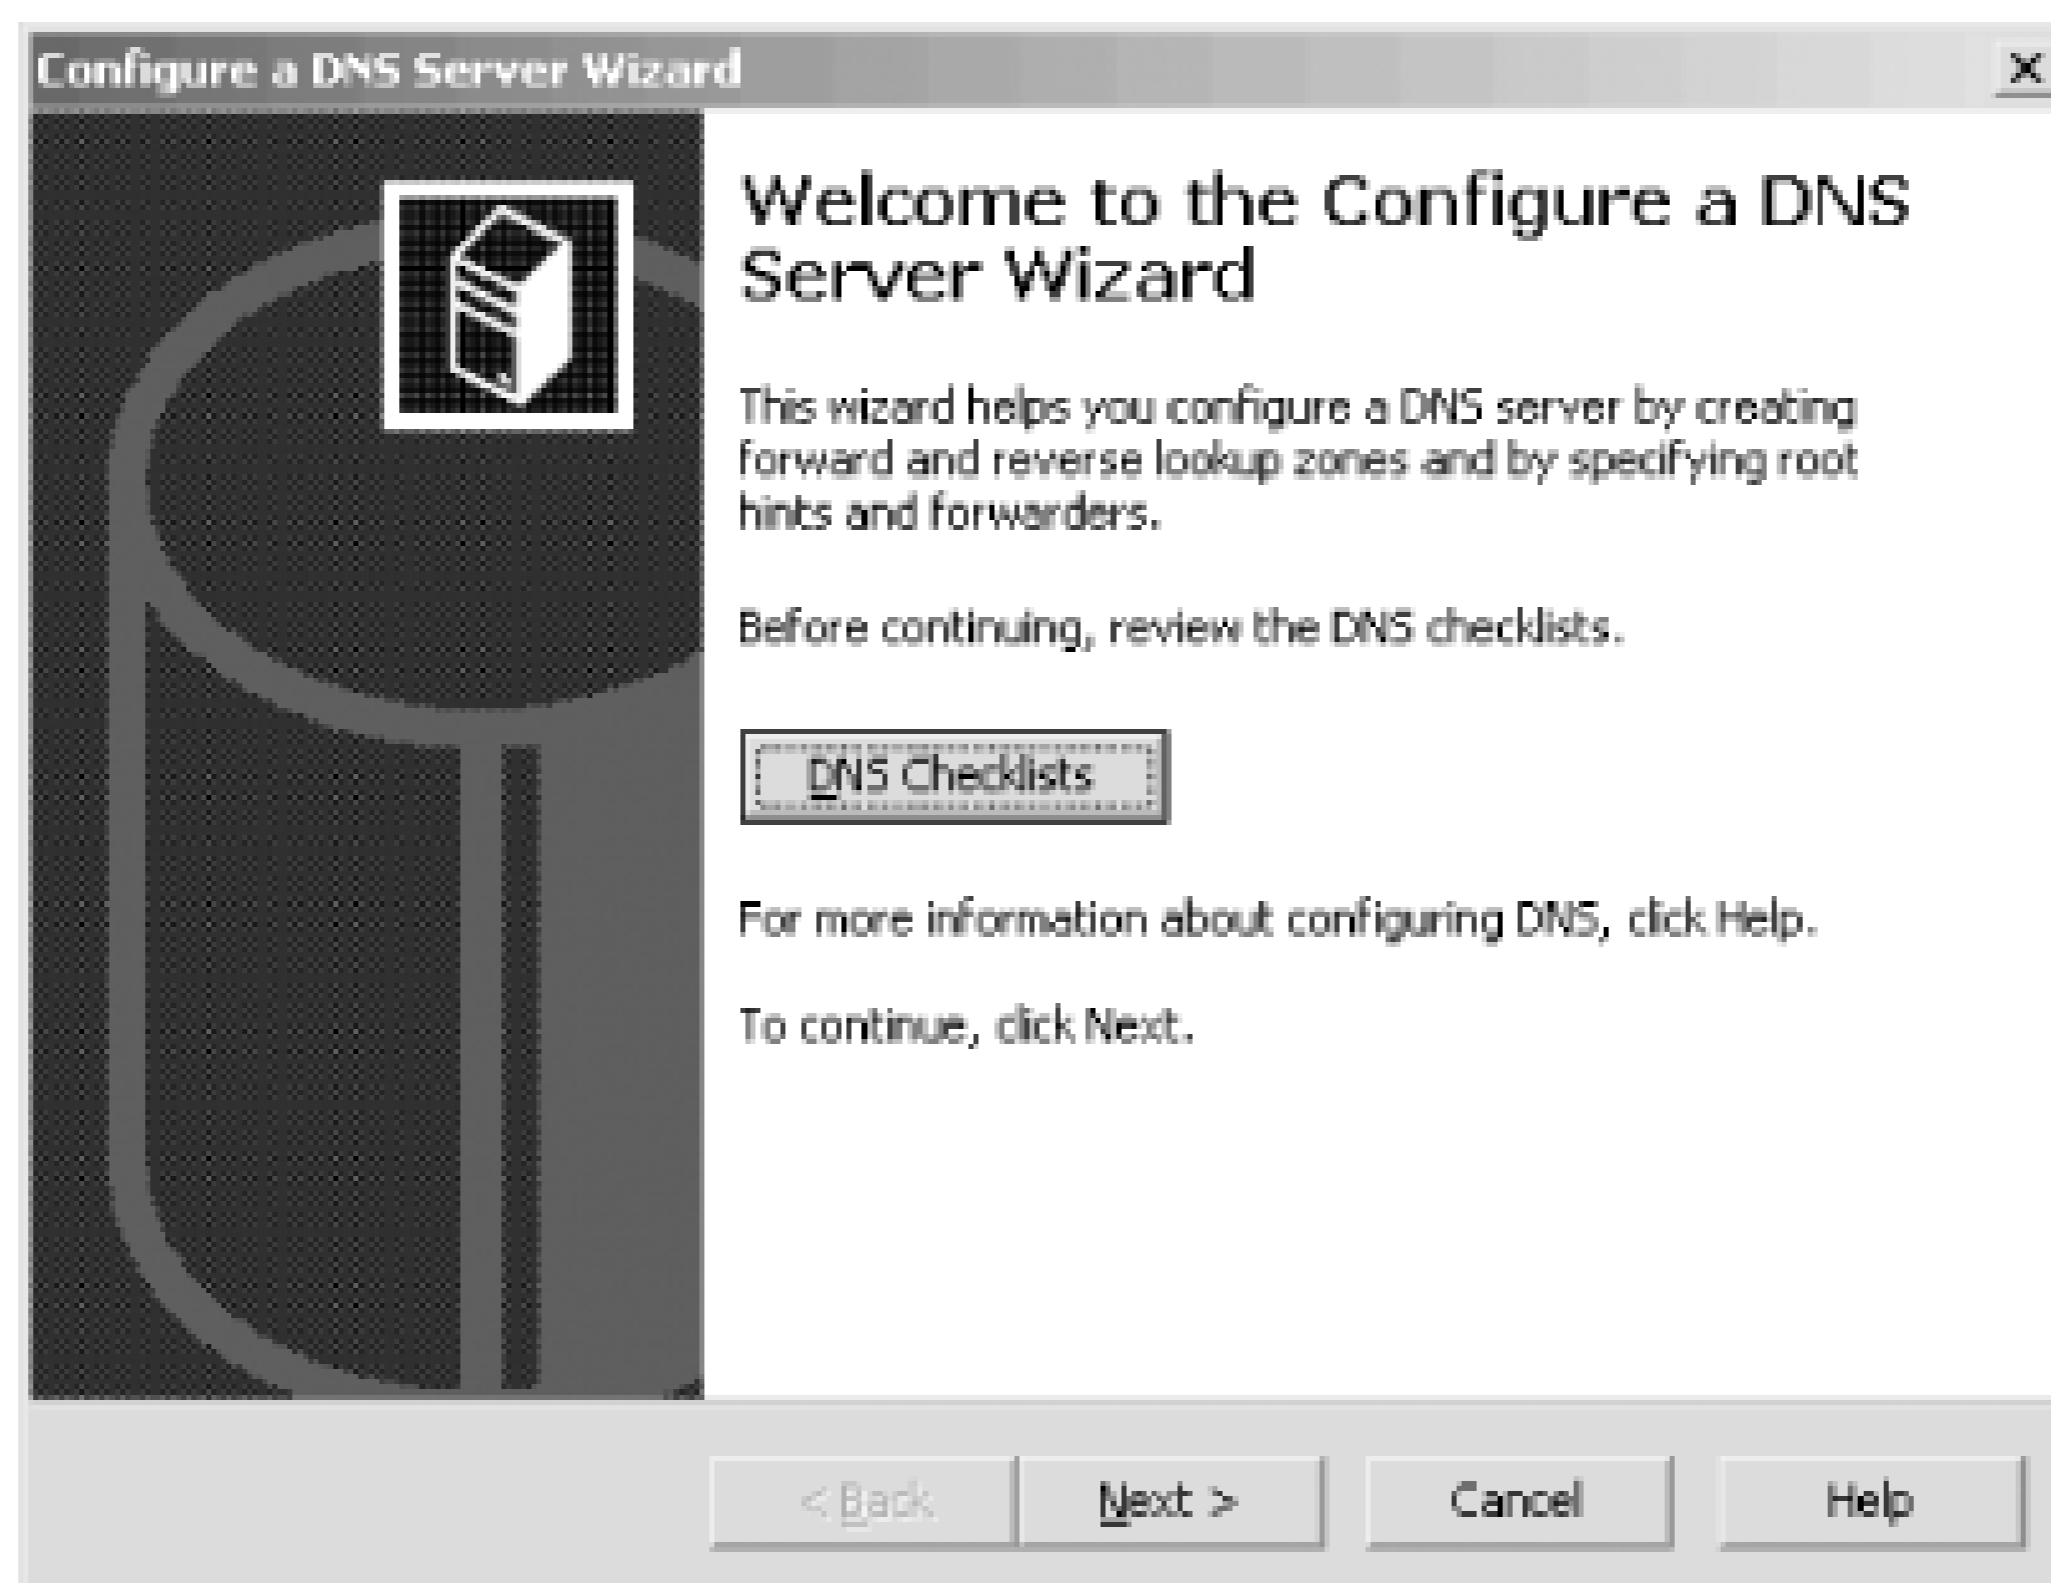 Configure a DNS Server Wizard
Welcome to the Configure a DNS
Server Wizard
This wizard helps you configure a DNS server by creating
forward and reverse lookup zones and by specifying root
hints and forwarders.
Before continuing, review the DNS checklists.
DNS Checklists
For more information about configuring DNS, click Help.
To continue, click Next.
< Back Next > Cancel Help